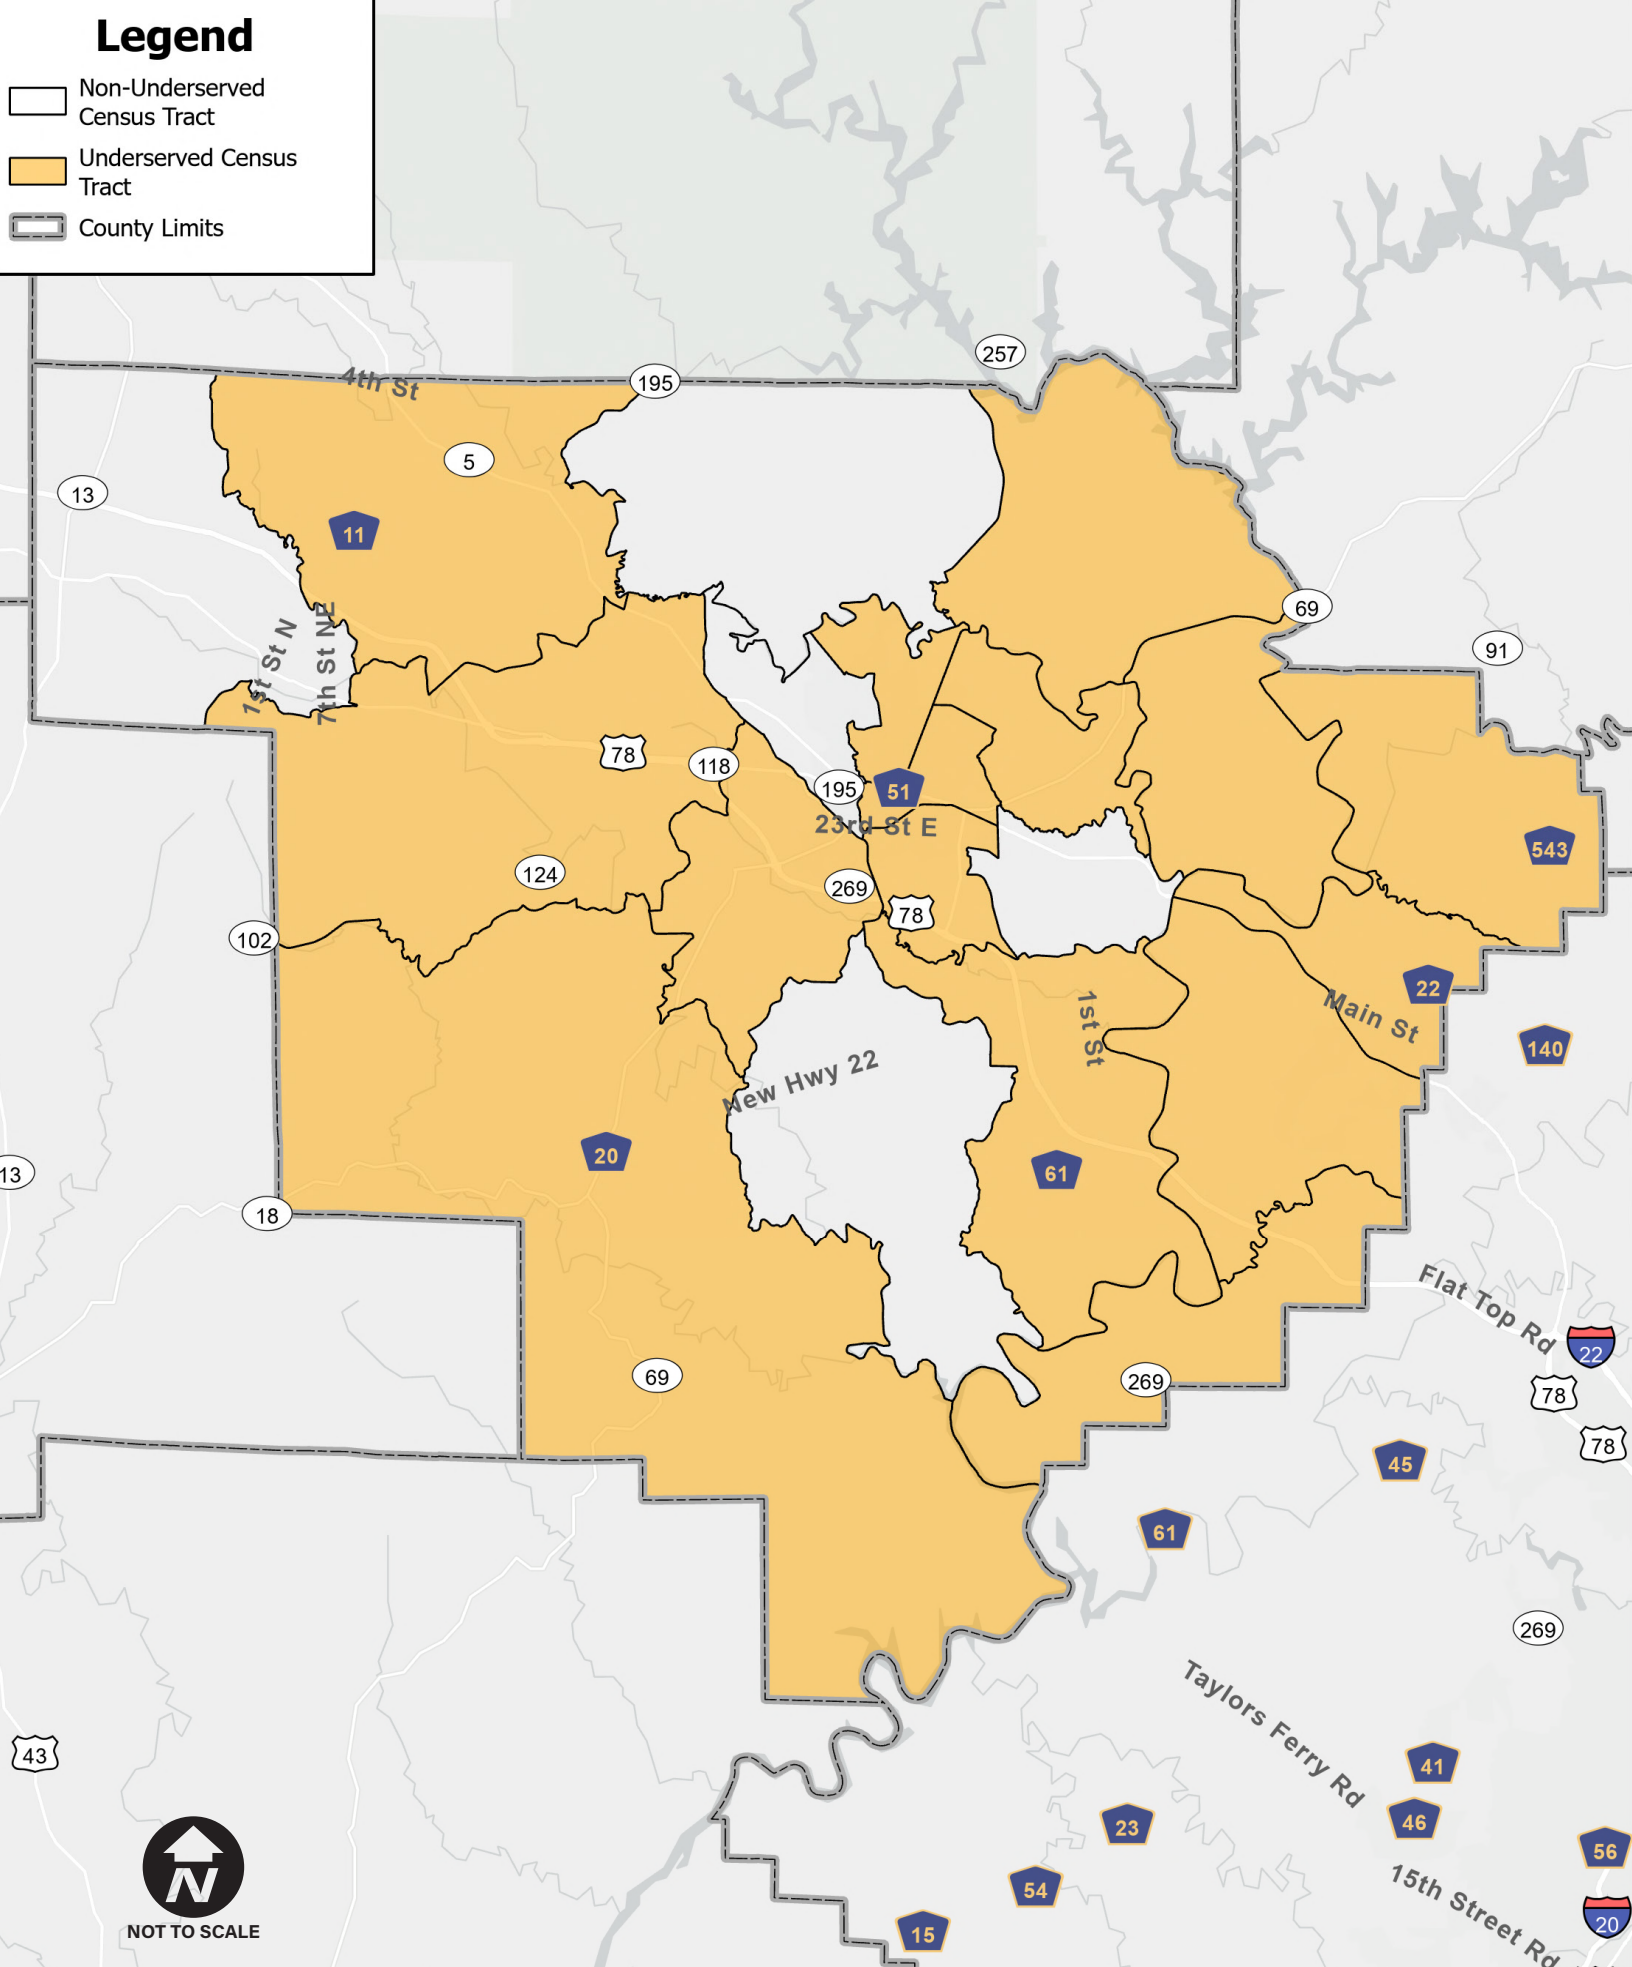 Legend
Non-Underserved
Census Tract
Underserved Census
Tract
County Limits
257
4th St
195
5
13
11
69
91
1st St N
7th St NE
78
118
195
51
23rd St E
543
124
269
78
102
22
Main St
1st St
140
New Hwy 22
20
61
13
18
Flat Top Rd
22
69
269
78
78
45
61
269
Taylors Ferry Rd
43
41
46
23
56
15th Street Rd
54
20
15
N
NOT TO SCALE